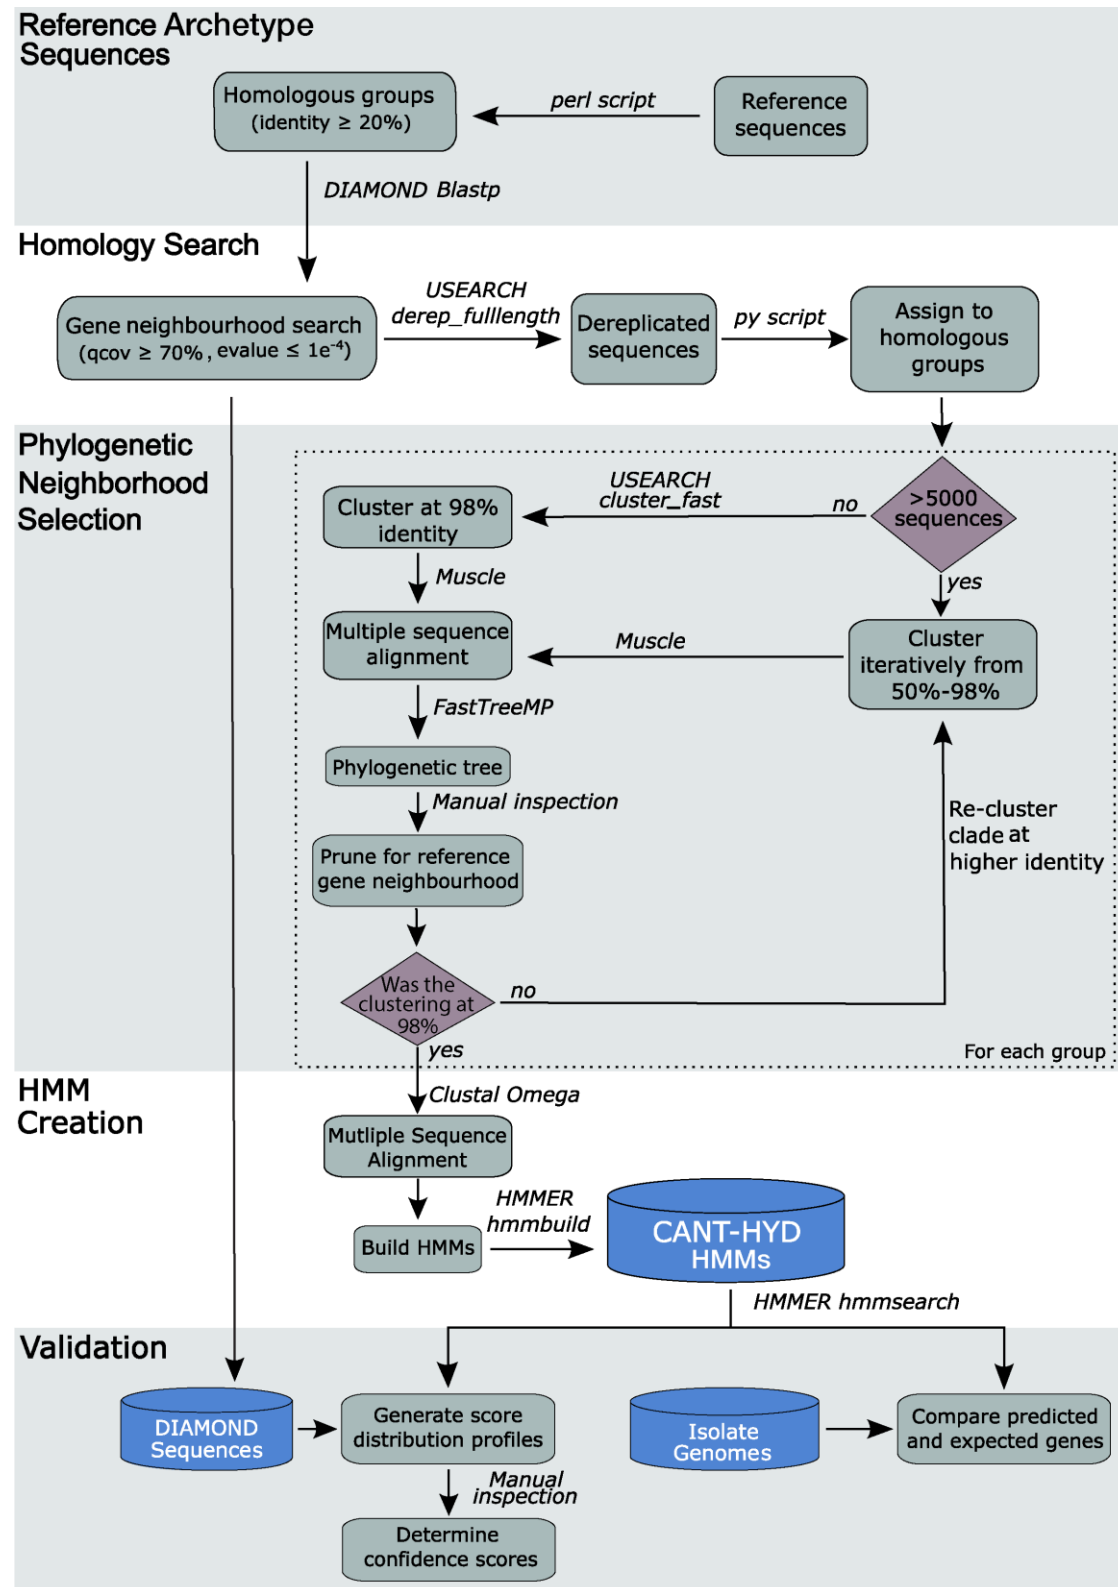 Reference Archetype
Sequences
Homologous groups
(identity ≥ 20%)
perl script
Reference
sequences
DIAMOND Blastp
Homology Search
Gene neighbourhood search
(qcov ≥ 70%, evalue ≤ 1e⁻⁴)
USEARCH
derep_fulllength
Dereplicated
sequences
py script
Assign to
homologous
groups
Phylogenetic
Neighborhood
Selection
Cluster at 98%
identity
USEARCH
cluster_fast
no
>5000
sequences
yes
Muscle
Multiple sequence
alignment
Muscle
Cluster
iteratively from
50%-98%
FastTreeMP
Phylogenetic tree
Manual inspection
Re-cluster
clade at
higher identity
Prune for reference
gene neighbourhood
Was the
clustering at
98%
no
yes
For each group
HMM
Creation
Clustal Omega
Mutliple Sequence
Alignment
Build HMMs
HMMER
hmmbuild
CANT-HYD
HMMs
HMMER hmmsearch
Validation
DIAMOND
Sequences
Generate score
distribution profiles
Isolate
Genomes
Compare predicted
and expected genes
Manual
inspection
Determine
confidence scores